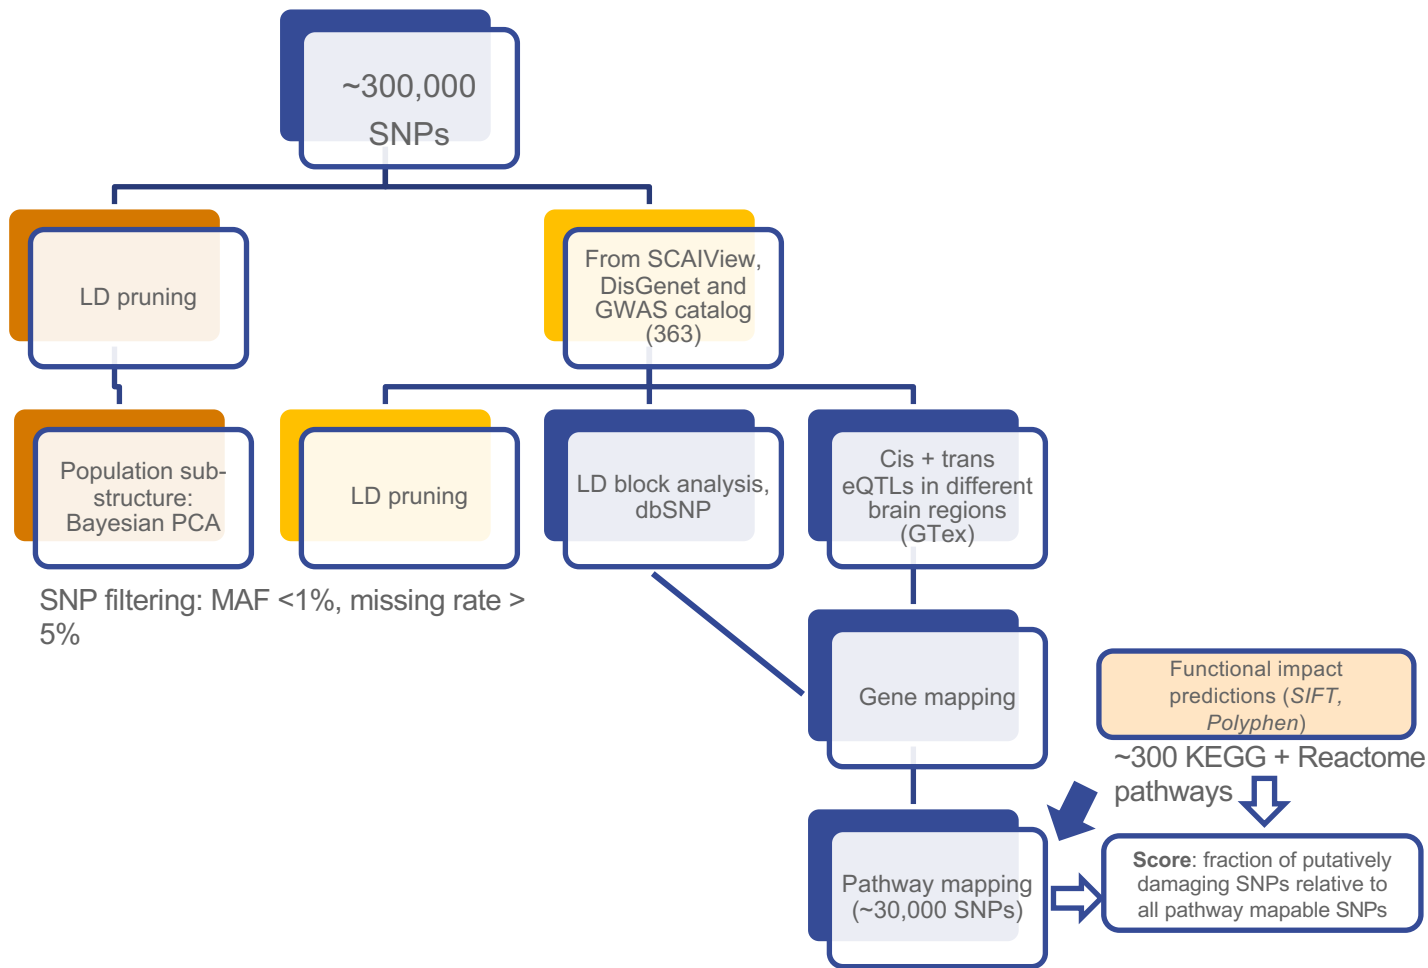 ~300,000
SNPs
LD pruning
From SCAIView,
DisGenet and
GWAS catalog
(363)
Population sub-
structure:
Bayesian PCA
LD pruning
LD block analysis,
dbSNP
Cis + trans
eQTLs in different
brain regions
(GTex)
SNP filtering: MAF <1%, missing rate >
5%
Gene mapping
Functional impact
predictions (SIFT,
Polyphen)
~300 KEGG + Reactome
pathways
Pathway mapping
(~30,000 SNPs)
Score: fraction of putatively
damaging SNPs relative to
all pathway mapable SNPs